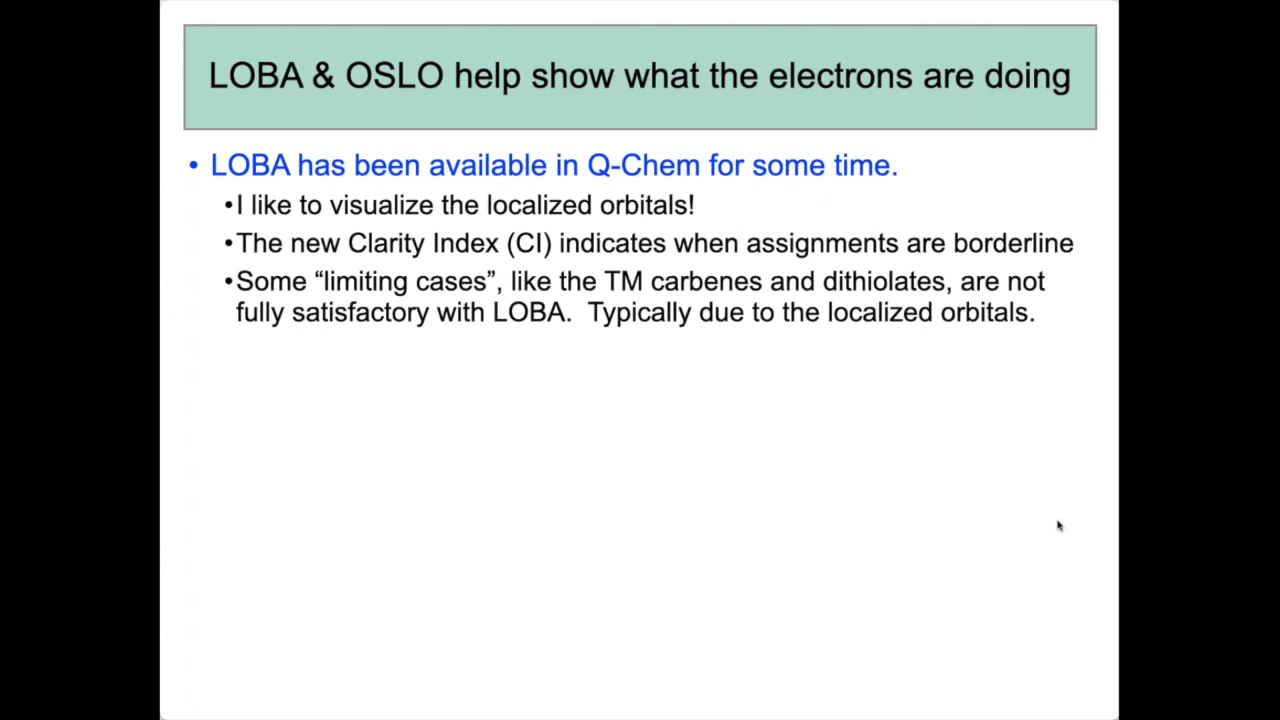 LOBA & OSLO help show what the electrons are doing
• LOBA has been available in Q-Chem for some time.
•I like to visualize the localized orbitals!
•The new Clarity Index (CI) indicates when assignments are borderline
•Some “limiting cases”, like the TM carbenes and dithiolates, are not
fully satisfactory with LOBA.  Typically due to the localized orbitals.